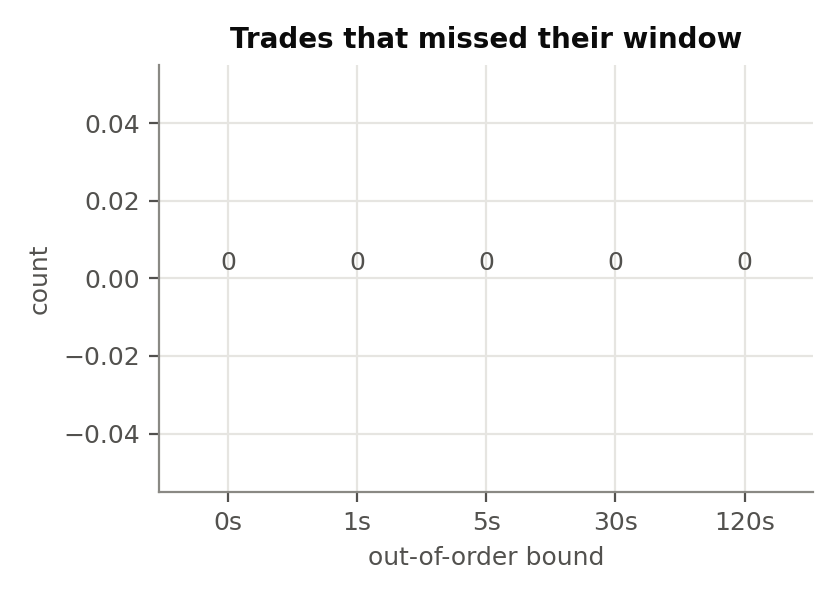 Trades that missed their window
0.04
0.02
0 0 0 0 0
0.00
−0.02
−0.04
count
0s 1s 5s 30s 120s
out-of-order bound